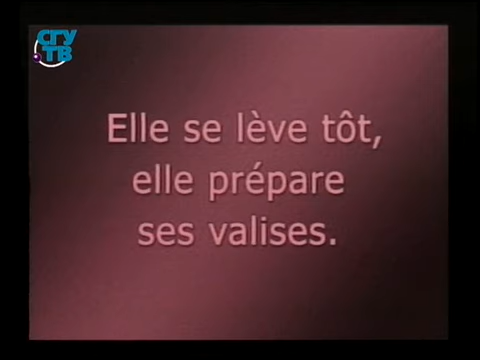 СГУ
ТВ
Elle se lève tôt,
elle prépare
ses valises.